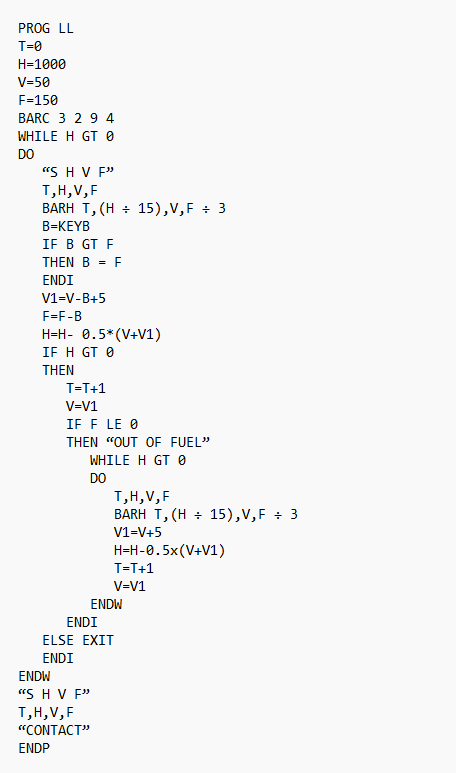 PROG LL
T=0
H=1000
V=50
F=150
BARC 3 2 9 4
WHILE H GT 0
DO
“S H V F”
T,H,V,F
BARH T,(H ÷ 15),V,F ÷ 3
B=KEYB
IF B GT F
THEN B = F
ENDI
V1=V-B+5
F=F-B
H=H- 0.5*(V+V1)
IF H GT 0
THEN
T=T+1
V=V1
IF F LE 0
THEN “OUT OF FUEL”
WHILE H GT 0
DO
T,H,V,F
BARH T,(H ÷ 15),V,F ÷ 3
V1=V+5
H=H-0.5x(V+V1)
T=T+1
V=V1
ENDW
ENDI
ELSE EXIT
ENDI
ENDW
“S H V F”
T,H,V,F
“CONTACT”
ENDP